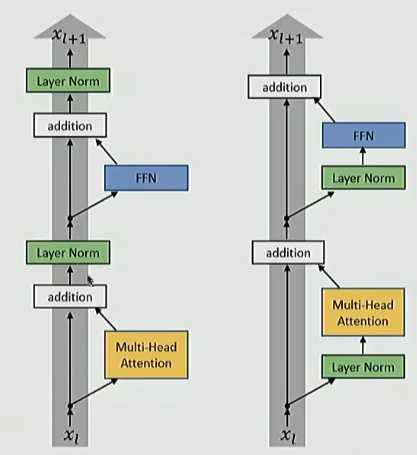 x_{l+1}
Layer Norm
addition
FFN
Layer Norm
addition
Multi-Head
Attention
x_l
x_{l+1}
addition
FFN
Layer Norm
addition
Multi-Head
Attention
Layer Norm
x_l